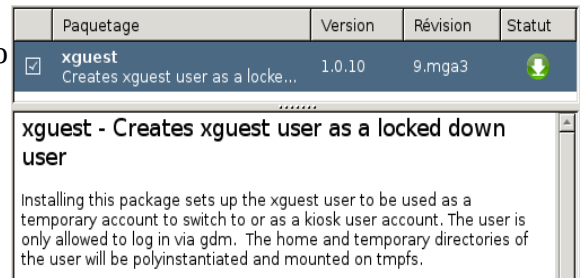 Paquetage Version Révision Statut
xguest
Creates xguest user as a locke... 1.0.10 9.mga3
xguest - Creates xguest user as a locked down
user
Installing this package sets up the xguest user to be used as a
temporary account to switch to or as a kiosk user account. The user is
only allowed to log in via gdm. The home and temporary directories of
the user will be polyinstantiated and mounted on tmpfs.